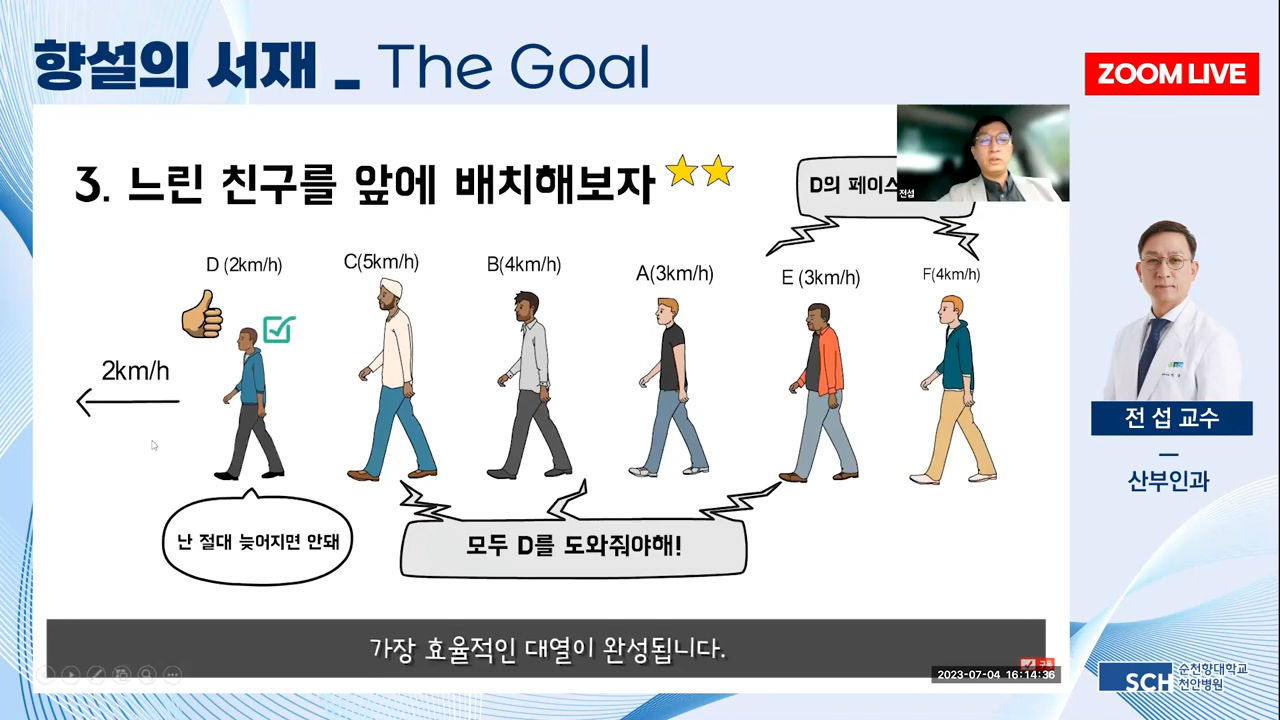 향설의 서재 _ The Goal
ZOOM LIVE
3. 느린 친구를 앞에 배치해보자
D의 페이스
전섭
D (2km/h)
C(5km/h)
B(4km/h)
A(3km/h)
E (3km/h)
F(4km/h)
2km/h
난 절대 늦어지면 안돼
모두 D를 도와줘야해!
전 섭 교수
산부인과
가장 효율적인 대열이 완성됩니다.
구독
2023-07-04 16:14:36
SCH 순천향대학교
천안병원